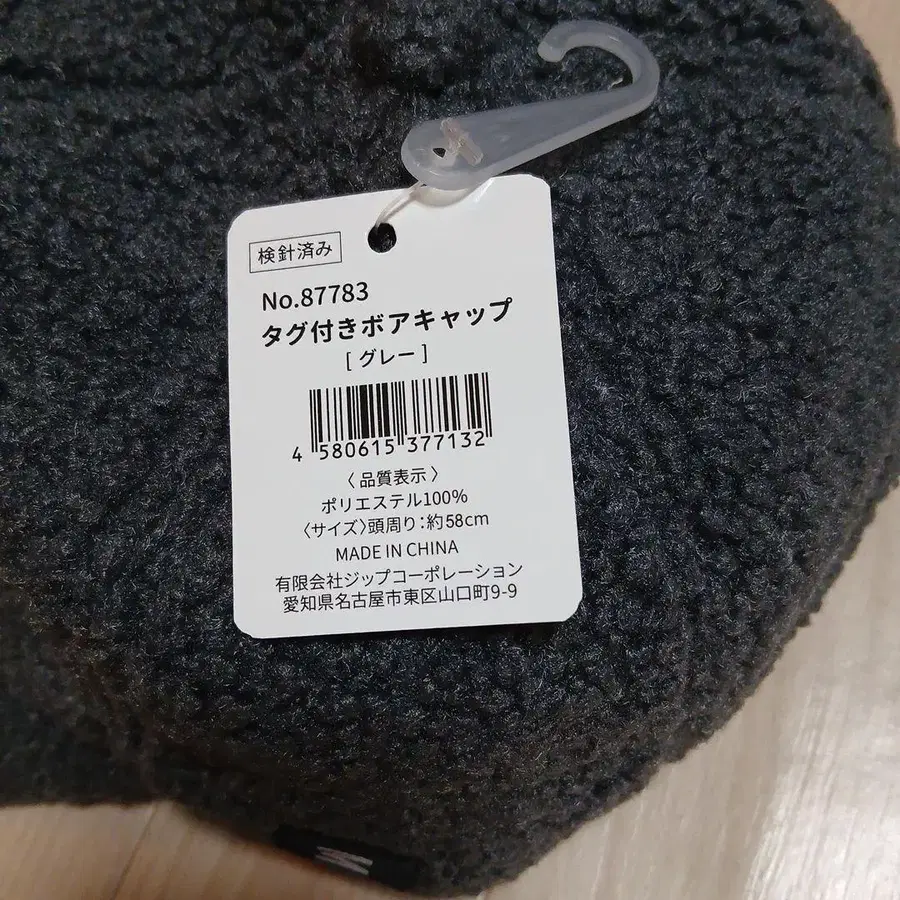 検針済み
No.87783
タグ付きボアキャップ
[ グレー ]
4 580615 377132
〈 品質表示 〉
ポリエステル100%
〈サイズ〉頭周り：約58cm
MADE IN CHINA
有限会社ジップコーポレーション
愛知県名古屋市東区山口町9-9